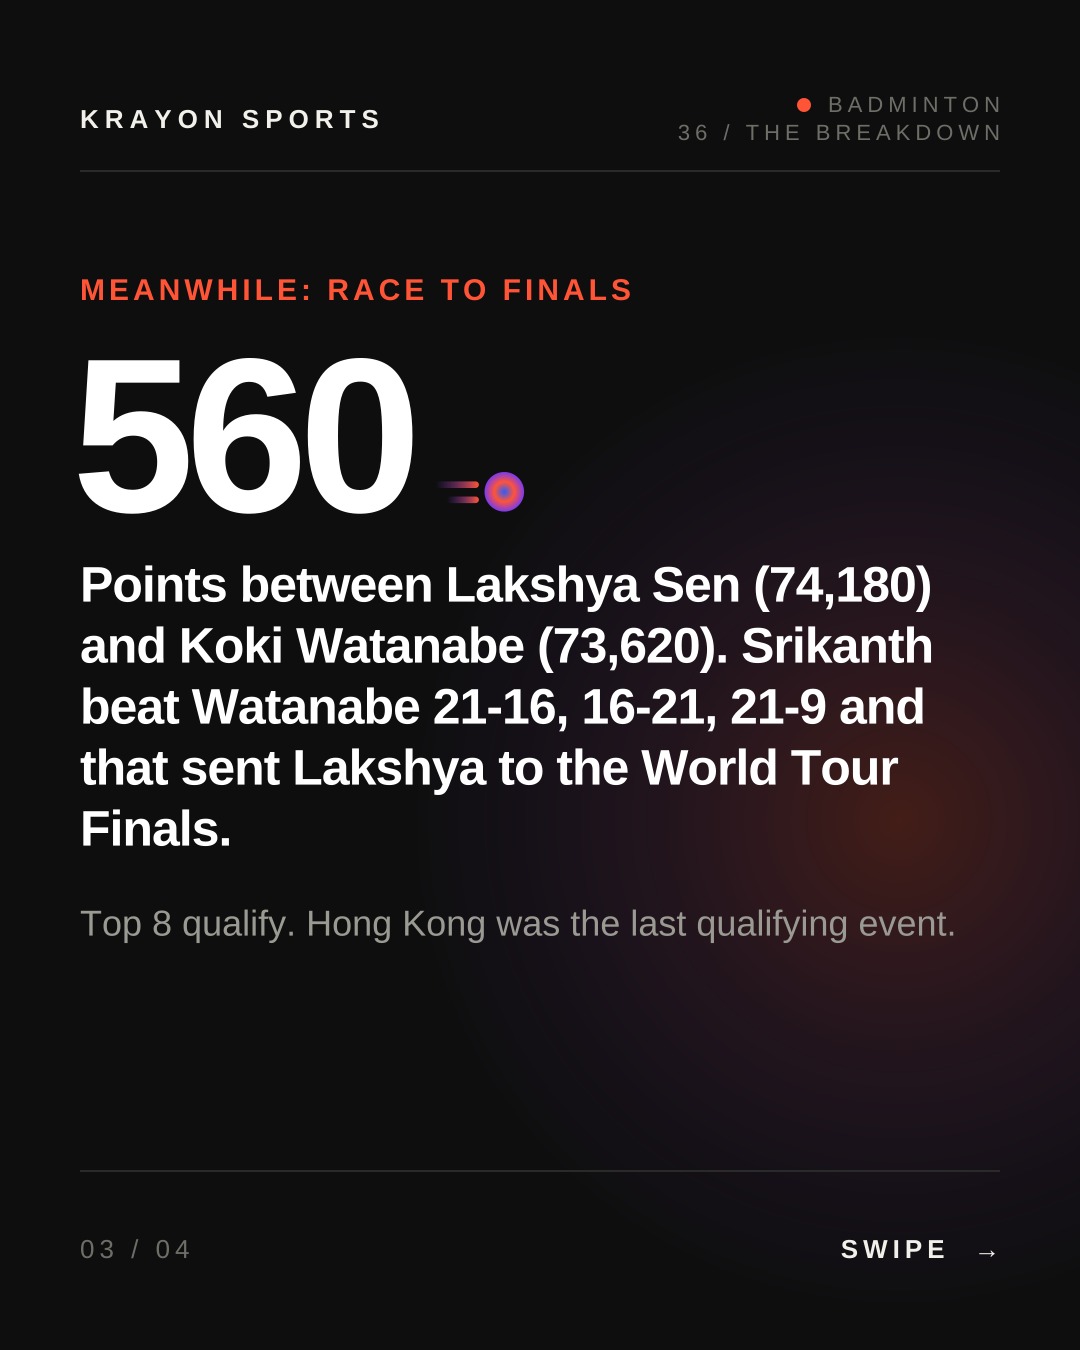 KRAYON SPORTS
BADMINTON
36 / THE BREAKDOWN
MEANWHILE: RACE TO FINALS
560
Points between Lakshya Sen (74,180)
and Koki Watanabe (73,620). Srikanth
beat Watanabe 21-16, 16-21, 21-9 and
that sent Lakshya to the World Tour
Finals.
Top 8 qualify. Hong Kong was the last qualifying event.
03 / 04
SWIPE →